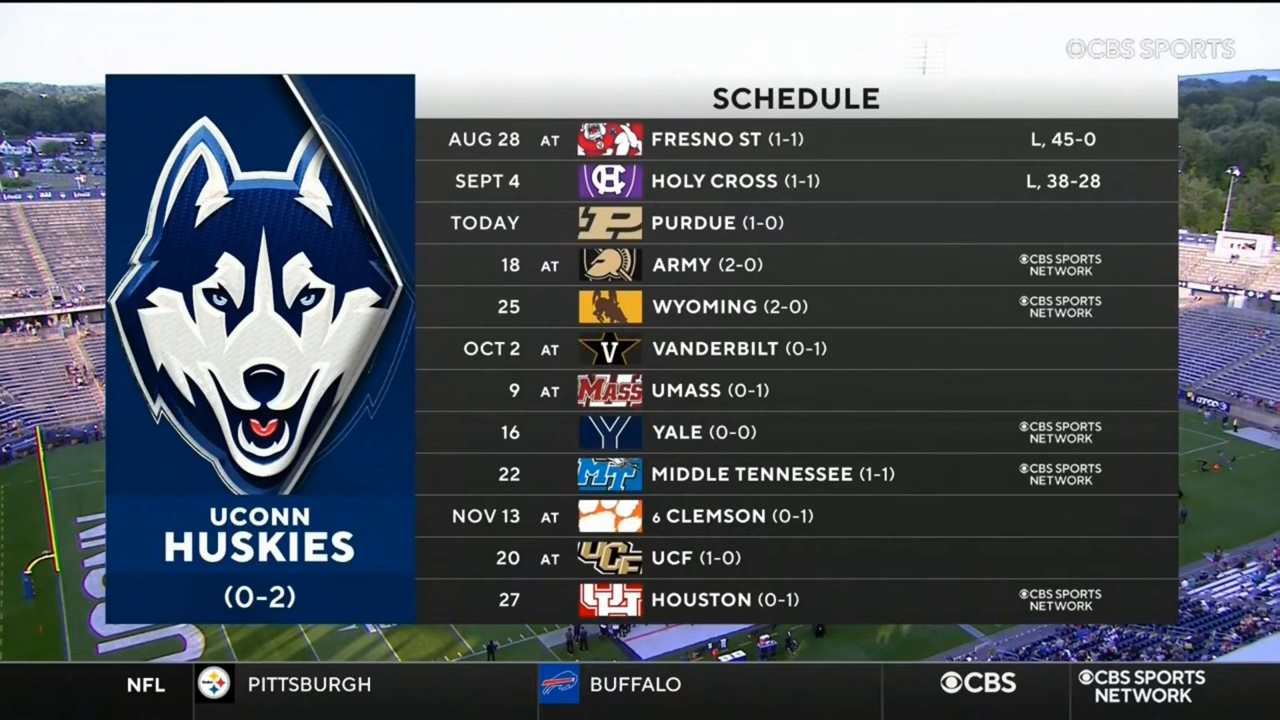 CBS SPORTS
SCHEDULE
AUG 28 AT FRESNO ST (1-1) L, 45-0
SEPT 4 HC HOLY CROSS (1-1) L, 38-28
TODAY P PURDUE (1-0)
18 AT ARMY (2-0) CBS SPORTS NETWORK
25 WYOMING (2-0) CBS SPORTS NETWORK
OCT 2 AT V VANDERBILT (0-1)
9 AT MASS UMASS (0-1)
16 Y YALE (0-0) CBS SPORTS NETWORK
22 MT MIDDLE TENNESSEE (1-1) CBS SPORTS NETWORK
NOV 13 AT 6 CLEMSON (0-1)
20 AT UCF UCF (1-0)
27 UH HOUSTON (0-1) CBS SPORTS NETWORK
UCONN
HUSKIES
(0-2)
NFL PITTSBURGH BUFFALO CBS CBS SPORTS NETWORK